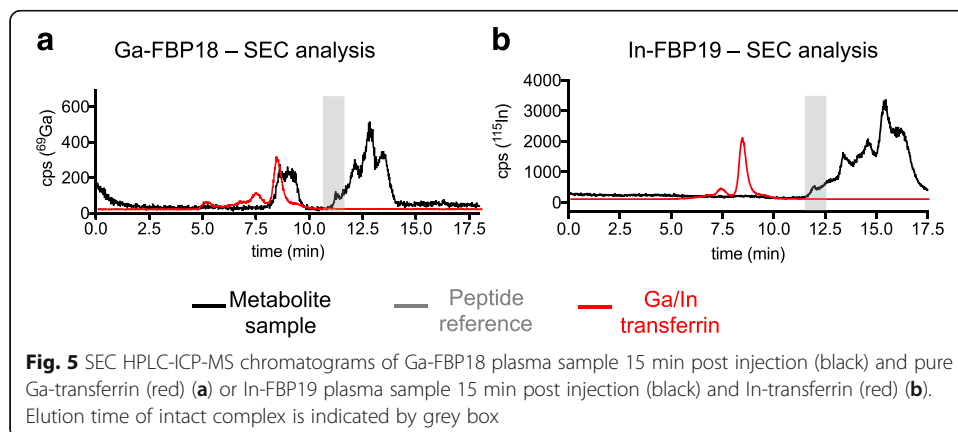 a
Ga-FBP18 – SEC analysis
cps (⁶⁹Ga)
600
400
200
0
0.0 2.5 5.0 7.5 10.0 12.5 15.0 17.5
time (min)
b
In-FBP19 – SEC analysis
cps (¹¹⁵In)
4000
3000
2000
1000
0
0.0 2.5 5.0 7.5 10.0 12.5 15.0 17.5
time (min)
Metabolite
sample
Peptide
reference
Ga/In
transferrin
Fig. 5 SEC HPLC-ICP-MS chromatograms of Ga-FBP18 plasma sample 15 min post injection (black) and pure
Ga-transferrin (red) (a) or In-FBP19 plasma sample 15 min post injection (black) and In-transferrin (red) (b).
Elution time of intact complex is indicated by grey box